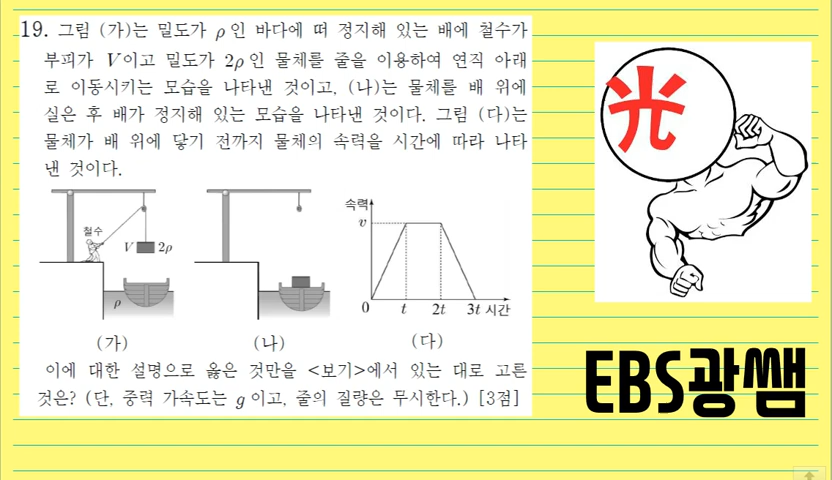 19. 그림 (가)는 밀도가 ρ인 바다에 떠 정지해 있는 배에 철수가
부피가 V이고 밀도가 2ρ인 물체를 줄을 이용하여 연직 아래
로 이동시키는 모습을 나타낸 것이고, (나)는 물체를 배 위에
실은 후 배가 정지해 있는 모습을 나타낸 것이다. 그림 (다)는
물체가 배 위에 닿기 전까지 물체의 속력을 시간에 따라 나타
낸 것이다.
철수
V 2ρ
ρ
속력
v
0 t 2t 3t 시간
(가) (나) (다)
이에 대한 설명으로 옳은 것만을 <보기>에서 있는 대로 고른
것은? (단, 중력 가속도는 g이고, 줄의 질량은 무시한다.) [3점]
光
EBS광쌤